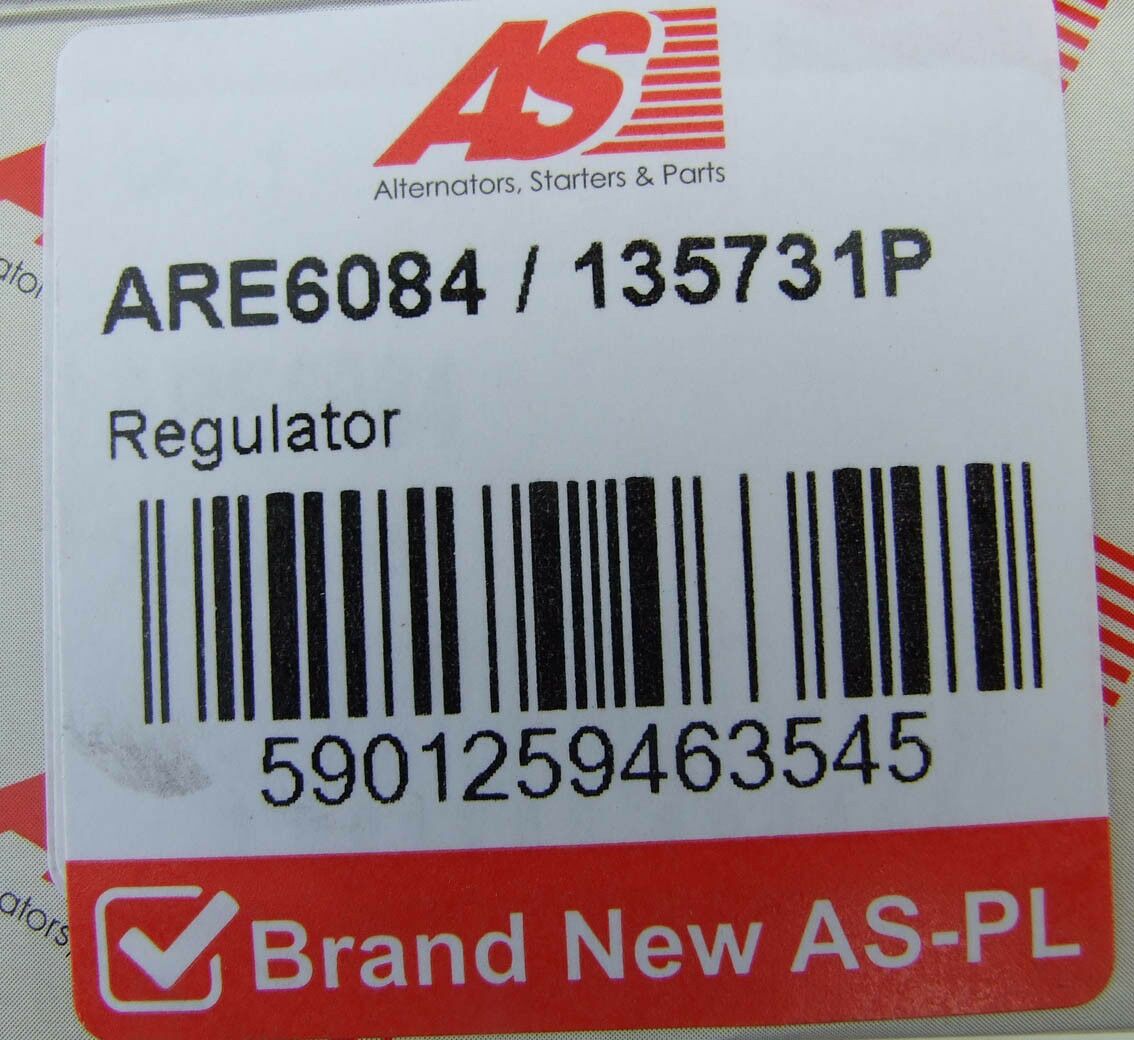 AS
Alternators, Starters & Parts
ARE6084 / 135731P
Regulator
5901259463545
Brand New AS-PL